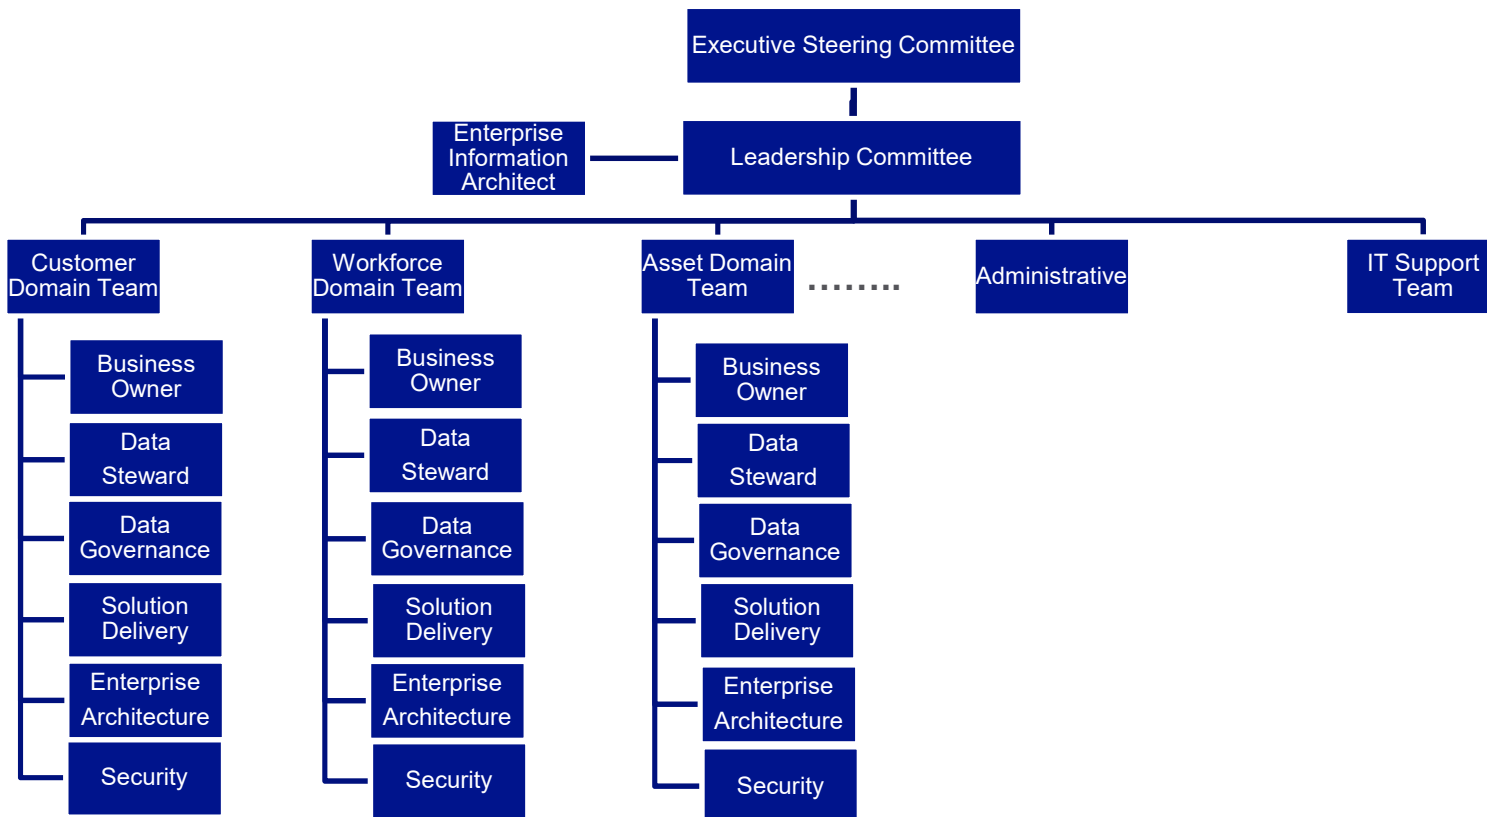 Executive Steering Committee
Enterprise
Information
Architect
Leadership Committee
Customer
Domain Team
Workforce
Domain Team
Asset Domain
Team
........
Administrative
IT Support
Team
Business
Owner
Data
Steward
Data
Governance
Solution
Delivery
Enterprise
Architecture
Security
Business
Owner
Data
Steward
Data
Governance
Solution
Delivery
Enterprise
Architecture
Security
Business
Owner
Data
Steward
Data
Governance
Solution
Delivery
Enterprise
Architecture
Security